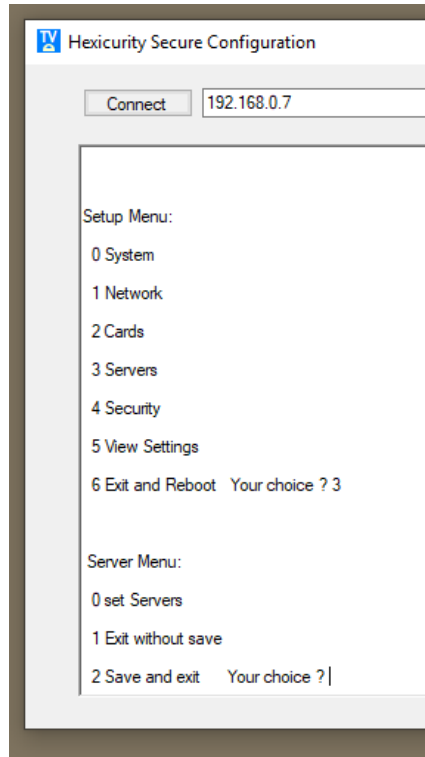 TV
Hexicurity Secure Configuration
Connect 192.168.0.7
Setup Menu:
0 System
1 Network
2 Cards
3 Servers
4 Security
5 View Settings
6 Exit and Reboot Your choice ? 3
Server Menu:
0 set Servers
1 Exit without save
2 Save and exit Your choice ?